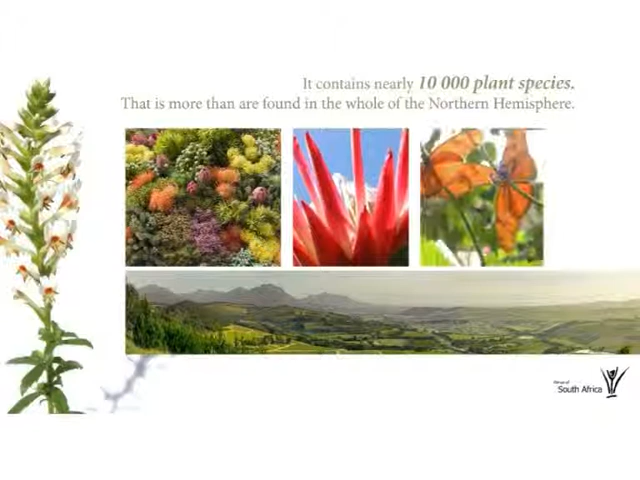 It contains nearly 10 000 plant species.
That is more than are found in the whole of the Northern Hemisphere.
South Africa